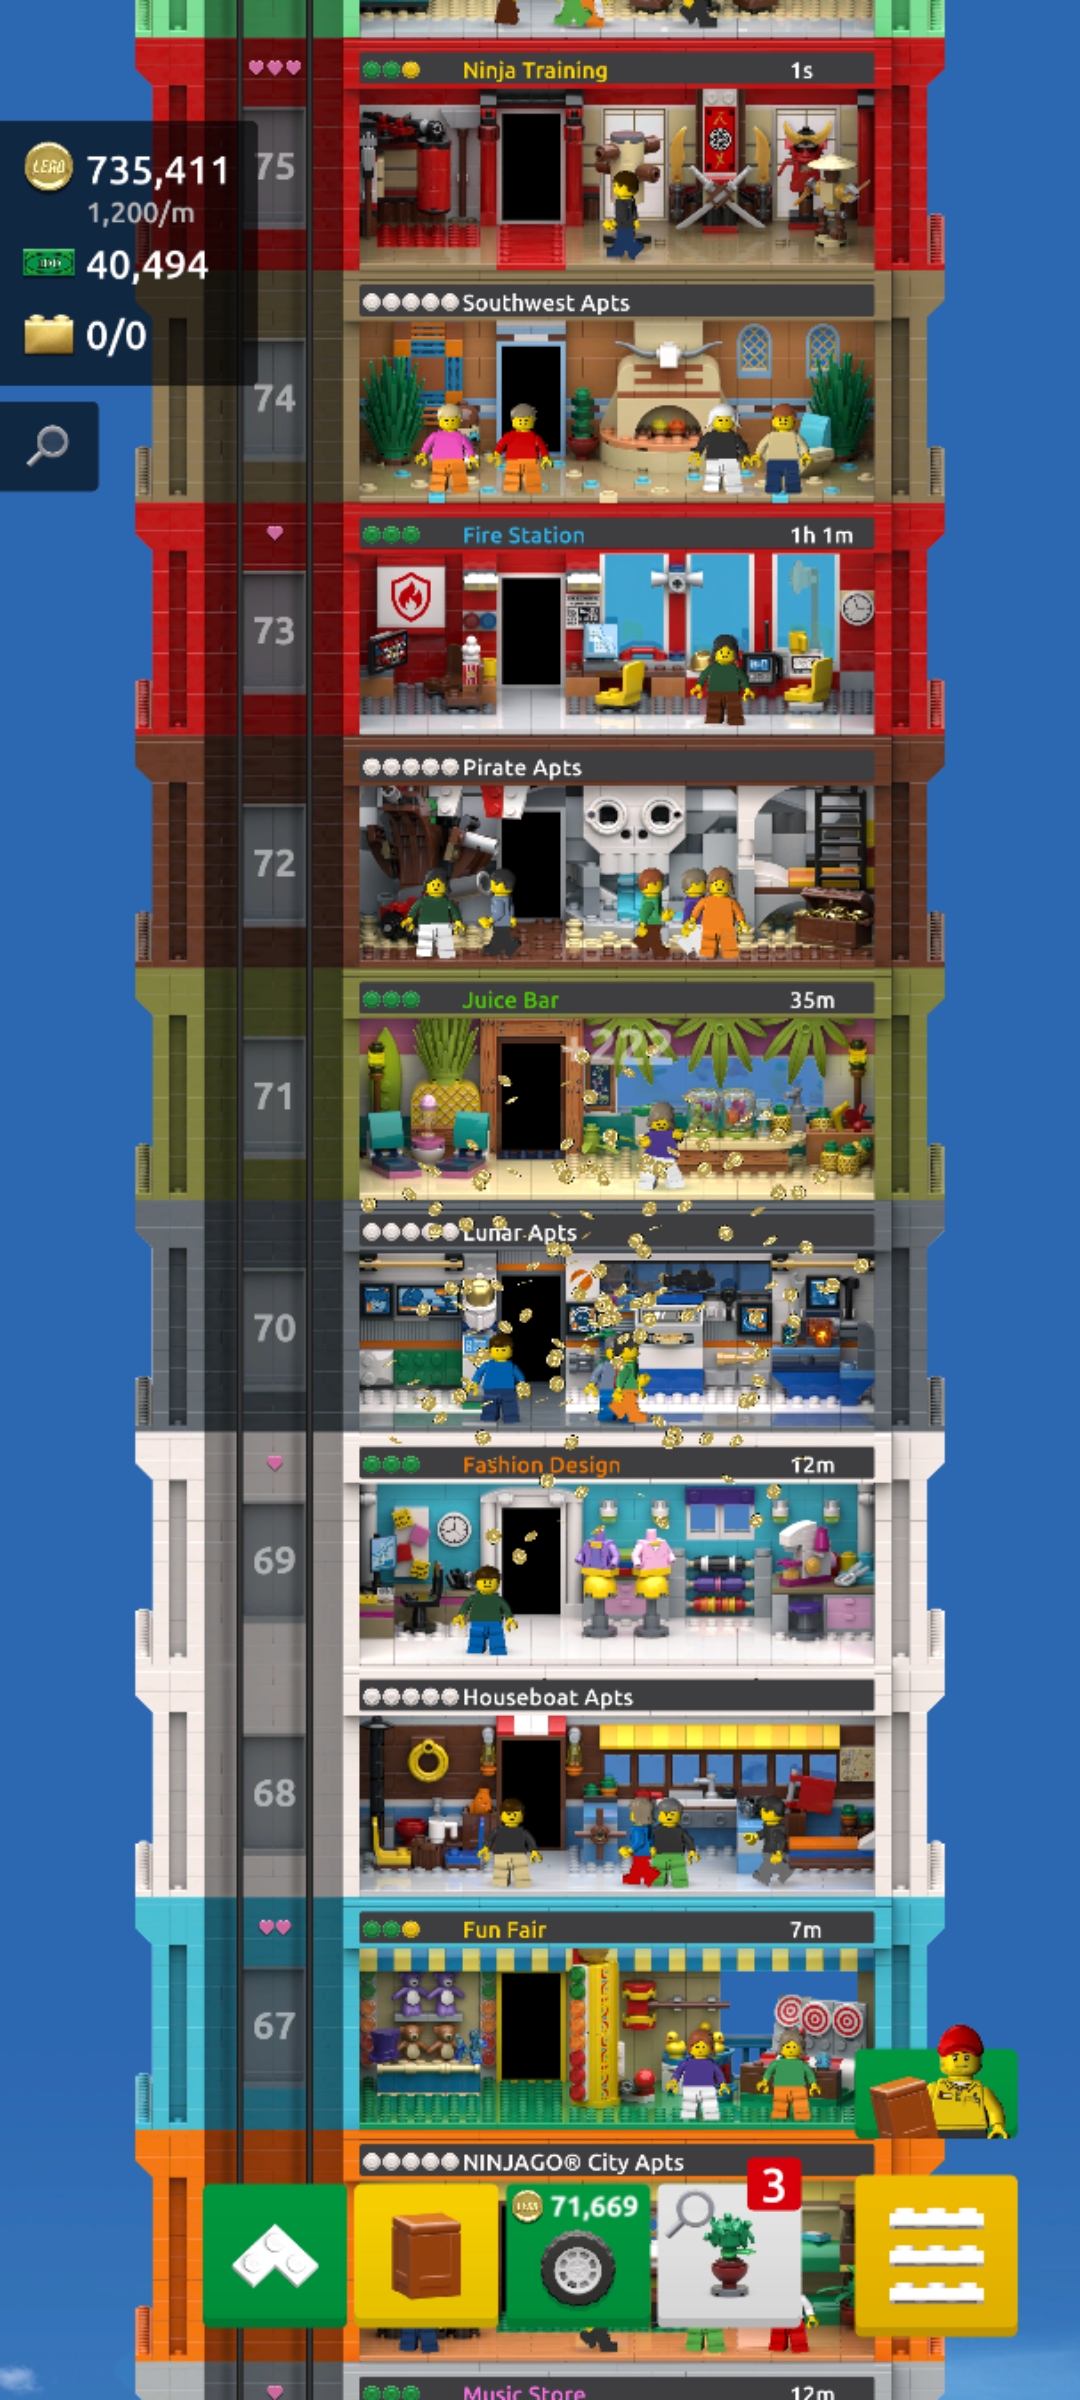 Ninja Training 1s
75
LEGO 735,411
1,200/m
40,494
0/0
Southwest Apts
74
Fire Station 1h 1m
73
Pirate Apts
72
Juice Bar 35m
+222
71
Lunar Apts
70
Fashion Design 12m
69
Houseboat Apts
68
Fun Fair 7m
67
NINJAGO® City Apts
3
71,669
Music Store 12m